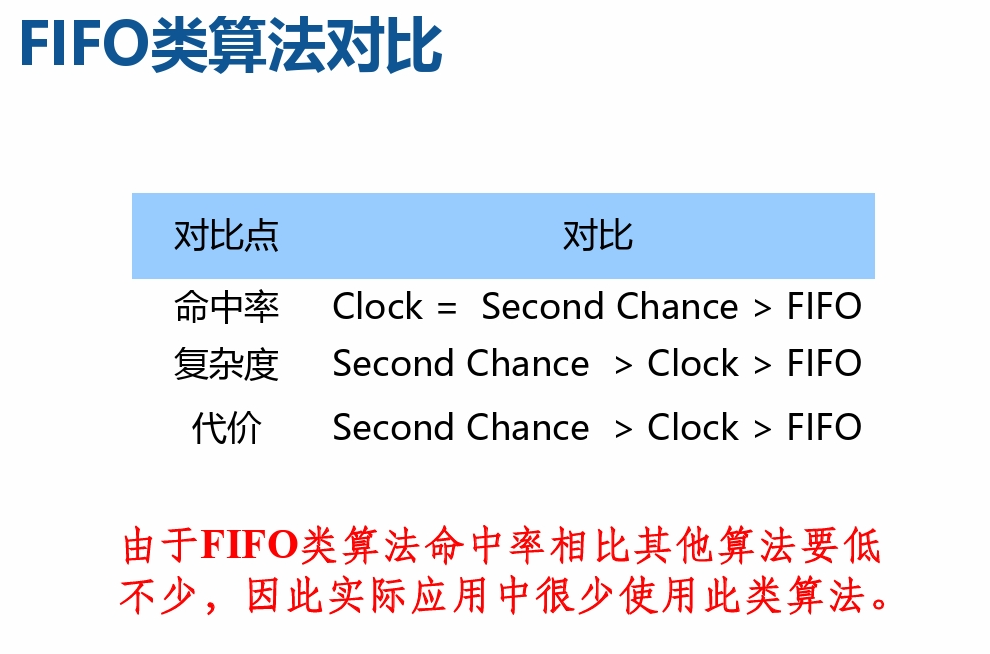 FIFO类算法对比
对比点 对比
命中率 Clock = Second Chance > FIFO
复杂度 Second Chance > Clock > FIFO
代价 Second Chance > Clock > FIFO
由于FIFO类算法命中率相比其他算法要低
不少，因此实际应用中很少使用此类算法。